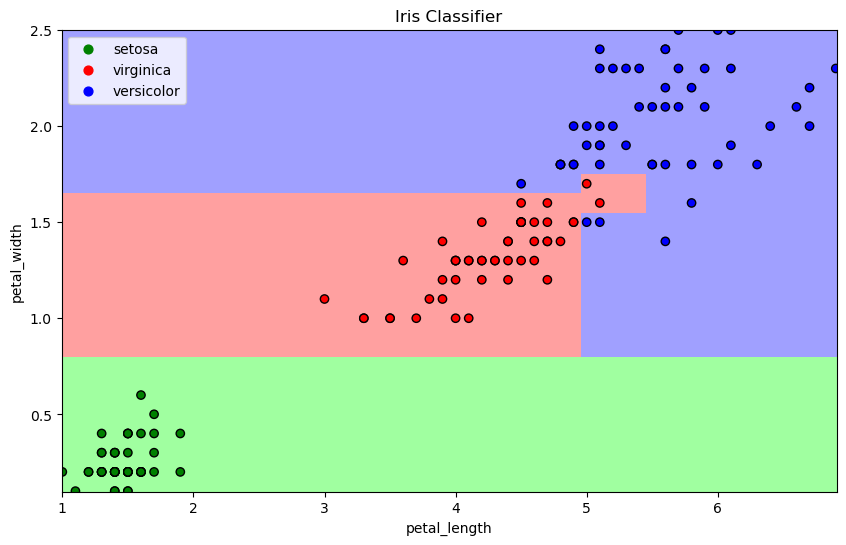 Iris Classifier
setosa
virginica
versicolor
2.5
2.0
1.5
1.0
0.5
petal_width
1
2
3
4
5
6
petal_length